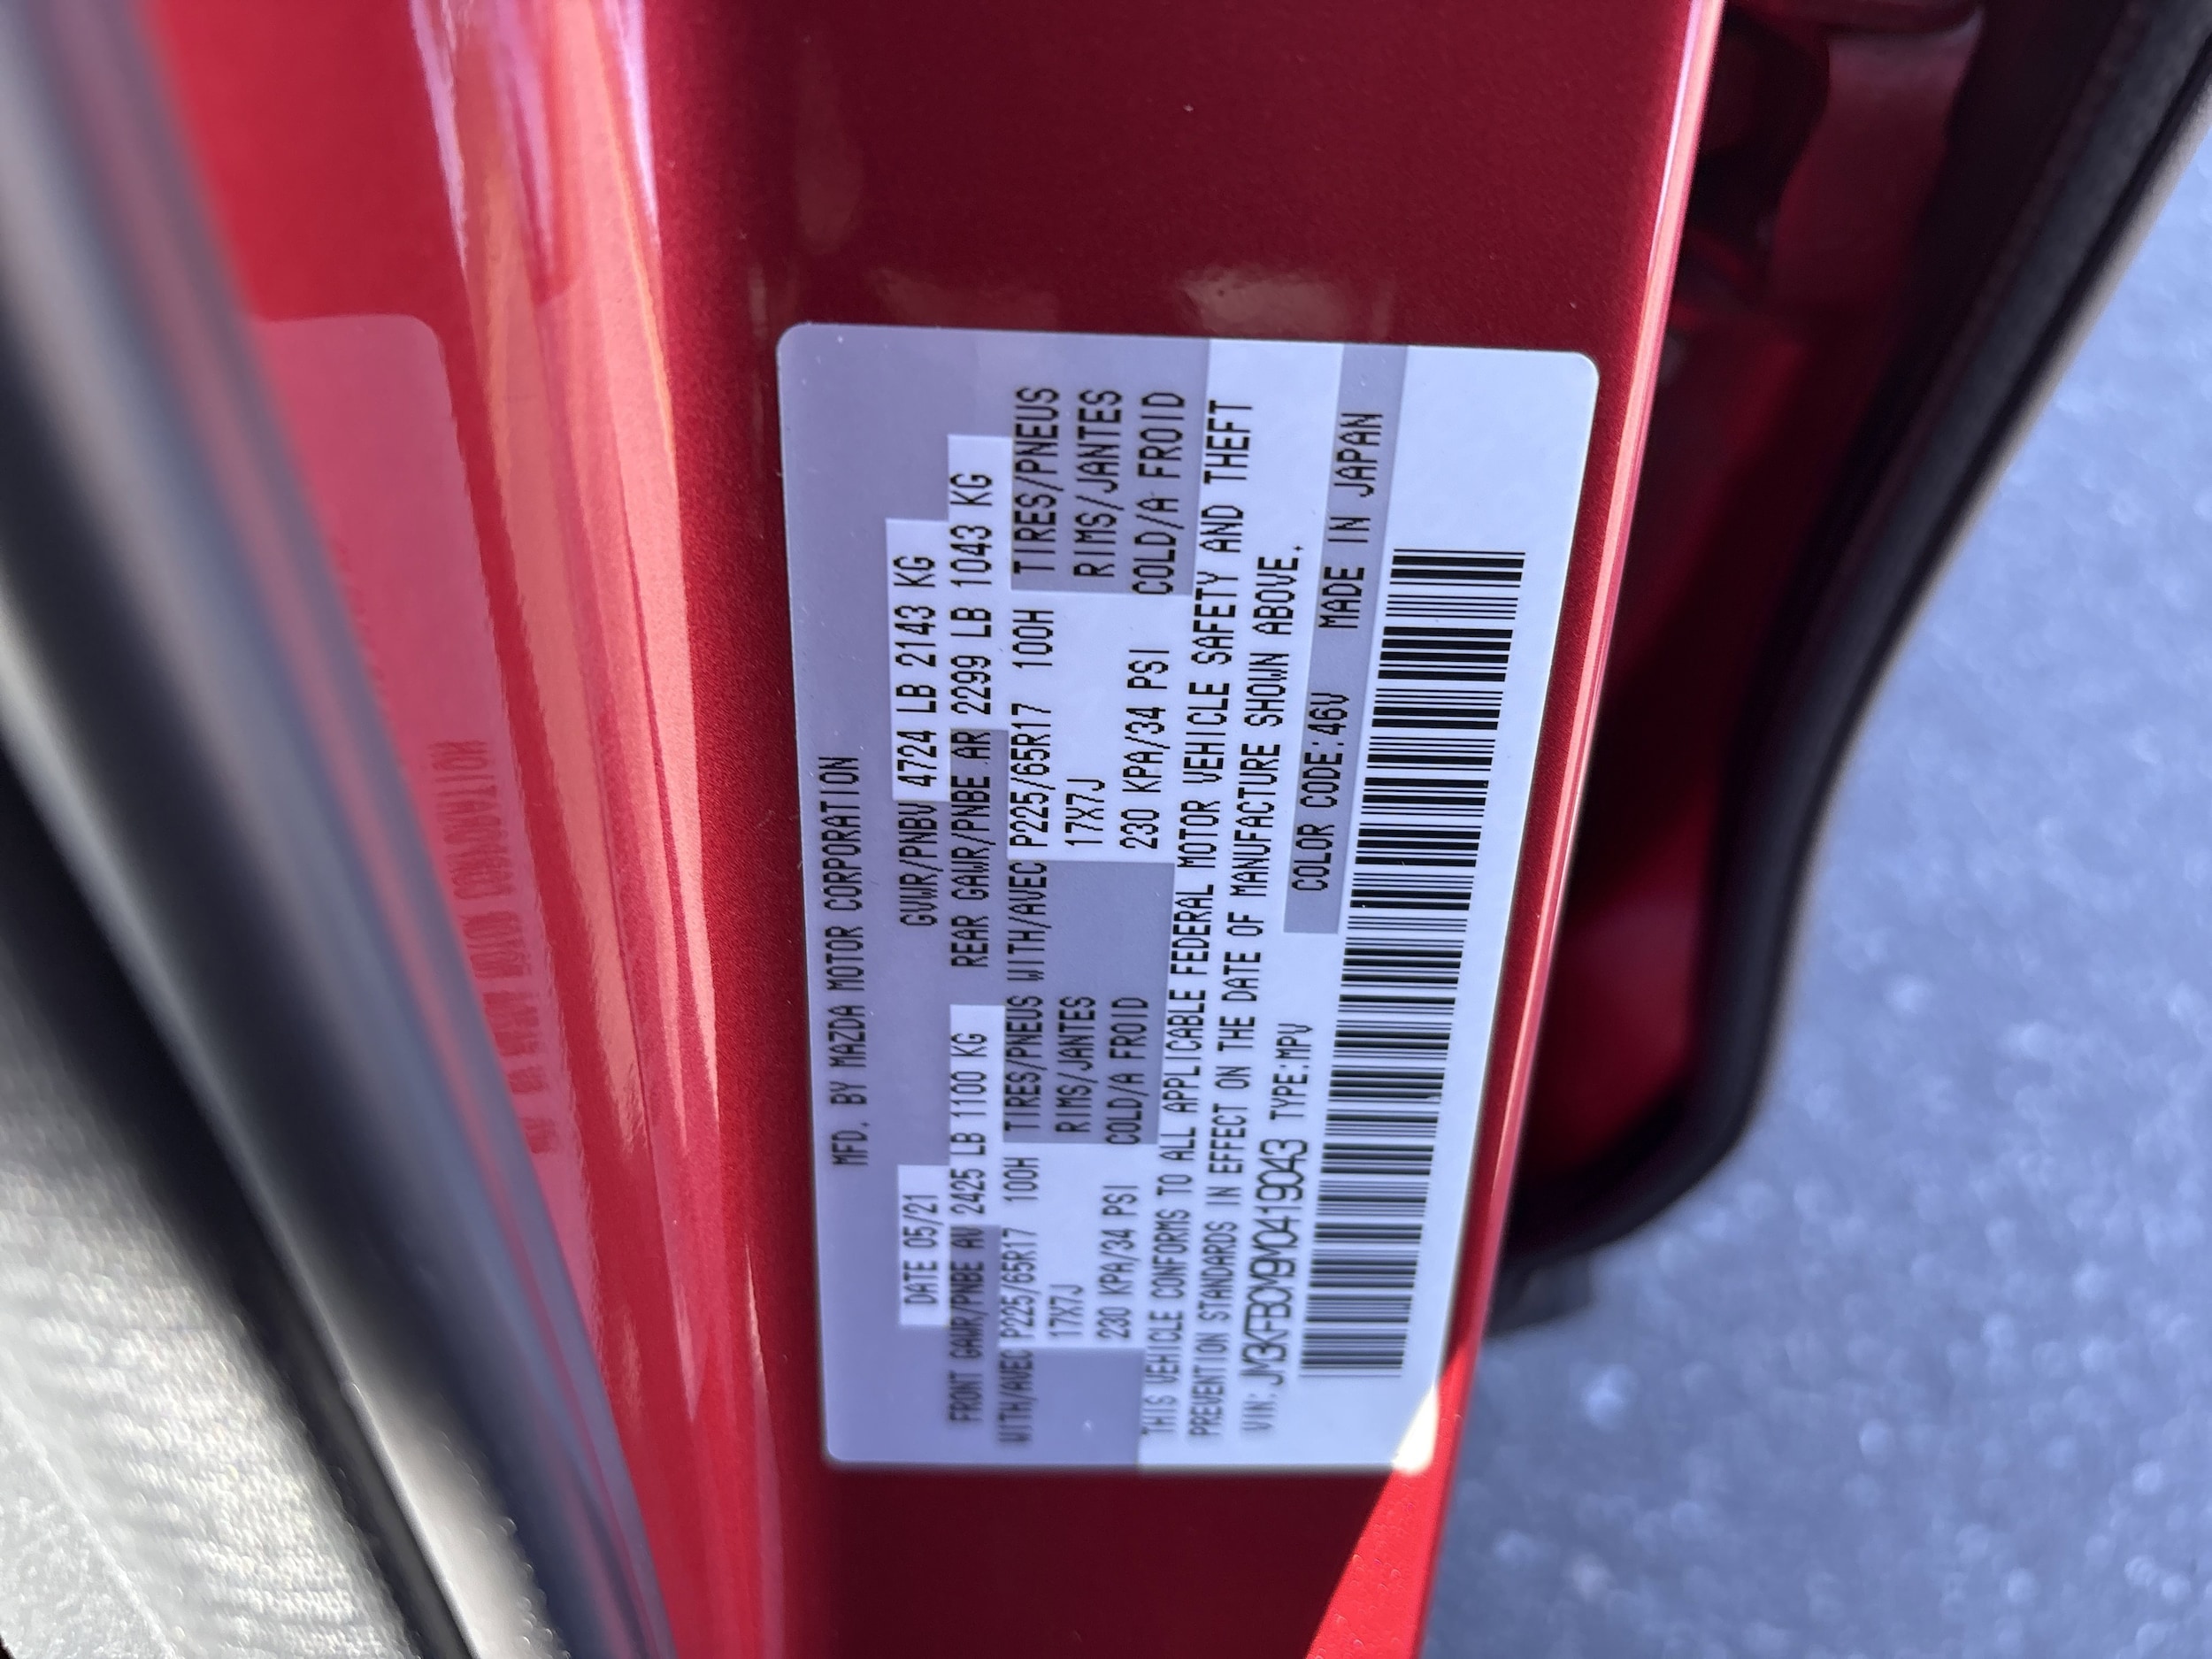 MFD. BY MAZDA MOTOR CORPORATION
DATE 05/21 GVWR/PNBV 4724 LB 2143 KG
FRONT GAWR/PNBE AV 2425 LB 1100 KG REAR GAWR/PNBE AR 2299 LB 1043 KG
WITH/AVEC P225/65R17 100H TIRES/PNEUS WITH/AVEC P225/65R17 100H TIRES/PNEUS
17X7J RIMS/JANTES 17X7J RIMS/JANTES
230 KPA/34 PSI COLD/A FROID 230 KPA/34 PSI COLD/A FROID
THIS VEHICLE CONFORMS TO ALL APPLICABLE FEDERAL MOTOR VEHICLE SAFETY AND THEFT
PREVENTION STANDARDS IN EFFECT ON THE DATE OF MANUFACTURE SHOWN ABOVE.
VIN: JM3KFBCM9M0419043 TYPE:MPV COLOR CODE:46V MADE IN JAPAN